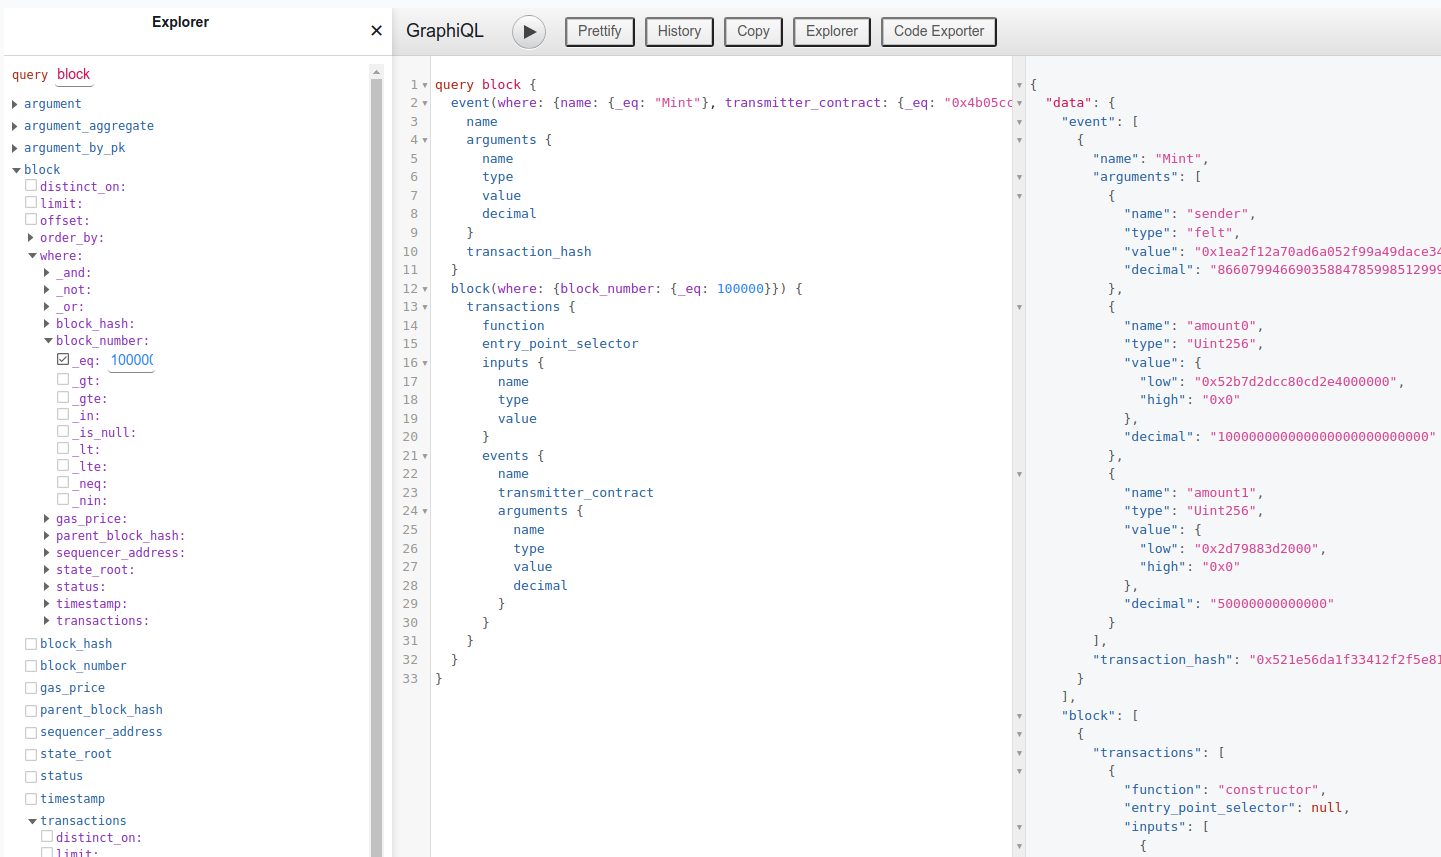 Explorer
query block
argument
argument_aggregate
argument_by_pk
block
distinct_on:
limit:
offset:
order_by:
where:
_and:
_not:
_or:
block_hash:
block_number:
_eq: 100000
_gt:
_gte:
_in:
_is_null:
_lt:
_lte:
_neq:
_nin:
gas_price:
parent_block_hash:
sequencer_address:
state_root:
status:
timestamp:
transactions:
block_hash
block_number
gas_price
parent_block_hash
sequencer_address
state_root
status
timestamp
transactions
distinct_on:
limit:
GraphiQL Prettify History Copy Explorer Code Exporter
1 query block {
2 event(where: {name: {_eq: "Mint"}, transmitter_contract: {_eq: "0x4b05cc
3 name
4 arguments {
5 name
6 type
7 value
8 decimal
9 }
10 transaction_hash
11 }
12 block(where: {block_number: {_eq: 100000}}) {
13 transactions {
14 function
15 entry_point_selector
16 inputs {
17 name
18 type
19 value
20 }
21 events {
22 name
23 transmitter_contract
24 arguments {
25 name
26 type
27 value
28 decimal
29 }
30 }
31 }
32 }
33 }
{
"data": {
"event": [
{
"name": "Mint",
"arguments": [
{
"name": "sender",
"type": "felt",
"value": "0x1ea2f12a70ad6a052f99a49dace34
"decimal": "86607994669035884785998512999
},
{
"name": "amount0",
"type": "Uint256",
"value": {
"low": "0x52b7d2dcc80cd2e4000000",
"high": "0x0"
},
"decimal": "100000000000000000000000000"
},
{
"name": "amount1",
"type": "Uint256",
"value": {
"low": "0x2d79883d2000",
"high": "0x0"
},
"decimal": "50000000000000"
}
],
"transaction_hash": "0x521e56da1f33412f2f5e81
}
],
"block": [
{
"transactions": [
{
"function": "constructor",
"entry_point_selector": null,
"inputs": [
{